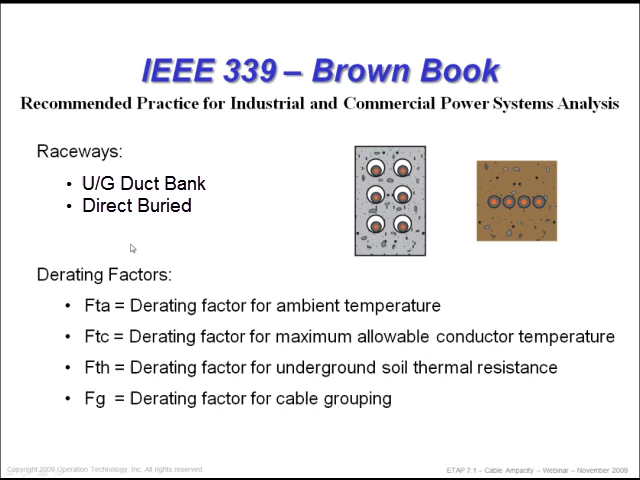 IEEE 339 – Brown Book
Recommended Practice for Industrial and Commercial Power Systems Analysis
Raceways:
• U/G Duct Bank
• Direct Buried
Derating Factors:
• Fta = Derating factor for ambient temperature
• Ftc = Derating factor for maximum allowable conductor temperature
• Fth = Derating factor for underground soil thermal resistance
• Fg = Derating factor for cable grouping
Copyright 2009 Operation Technology, Inc. All rights reserved.
ETAP 7.1 – Cable Ampacity – Webinar – November 2009